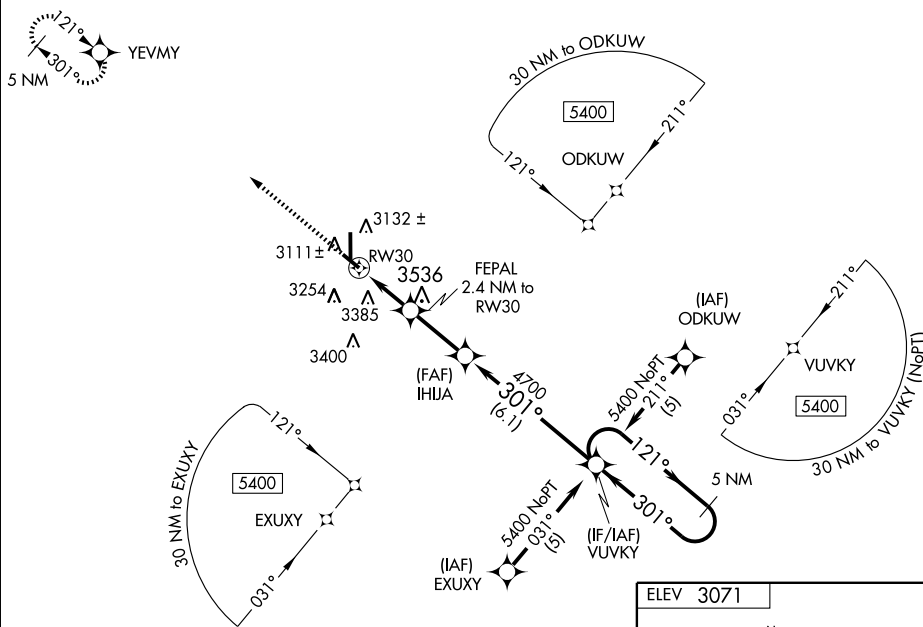 121°
301°
5 NM
YEVMY
30 NM to ODKUW
5400
211°
121°
ODKUW
3132 ±
3111 ±
RW30
3536
FEPAL
2.4 NM to
RW30
3254
3385
3400
(FAF)
IHIJA
4700
301°
(6.1)
(IAF)
ODKUW
5400 NoPT
211°
(5)
211°
VUVKY
031°
5400
30 NM to VUVKY (NoPT)
121°
5 NM
301°
(IF/IAF)
VUVKY
5400 NoPT
031°
(5)
(IAF)
EXUXY
121°
30 NM to EXUXY
5400
EXUXY
031°
ELEV 3071